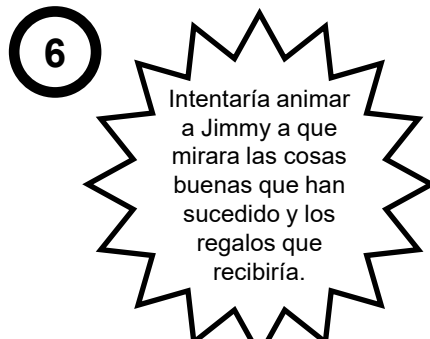 6
Intentaría animar
a Jimmy a que
mirara las cosas
buenas que han
sucedido y los
regalos que
recibiría.